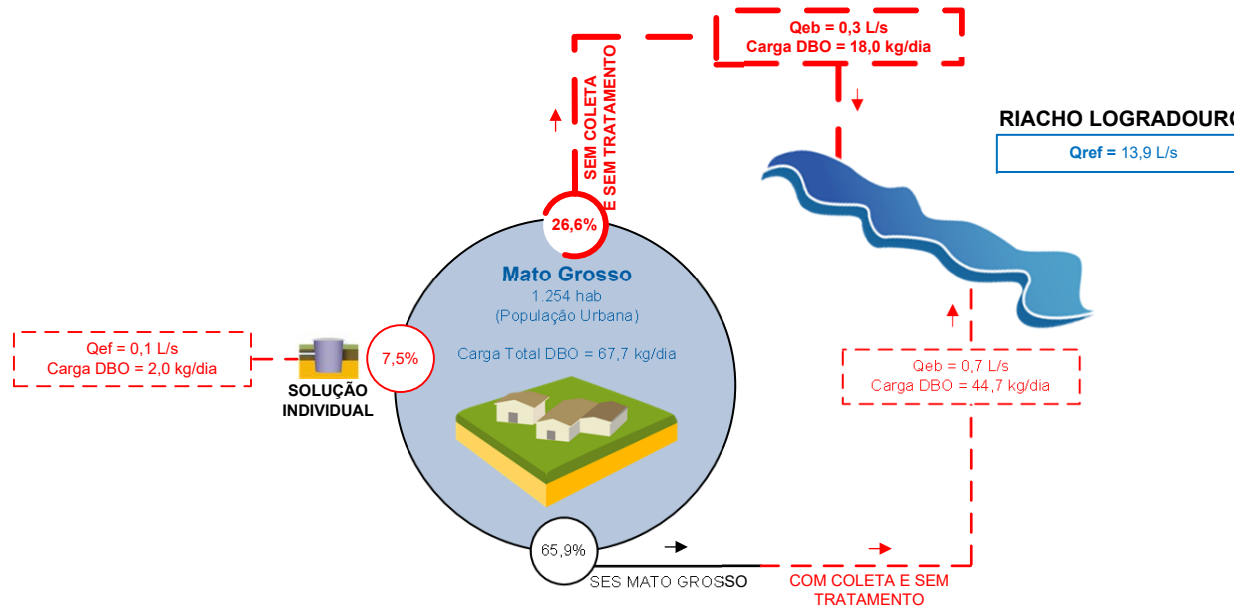 Qeb = 0,3 L/s
Carga DBO = 18,0 kg/dia
SEM COLETA
E SEM TRATAMENTO
RIACHO LOGRADOURO
Qref = 13,9 L/s
26,6%
Mato Grosso
1.254 hab
(População Urbana)
Carga Total DBO = 67,7 kg/dia
Qef = 0,1 L/s
Carga DBO = 2,0 kg/dia
7,5%
SOLUÇÃO
INDIVIDUAL
Qeb = 0,7 L/s
Carga DBO = 44,7 kg/dia
65,9%
SES MATO GROSSO
COM COLETA E SEM
TRATAMENTO